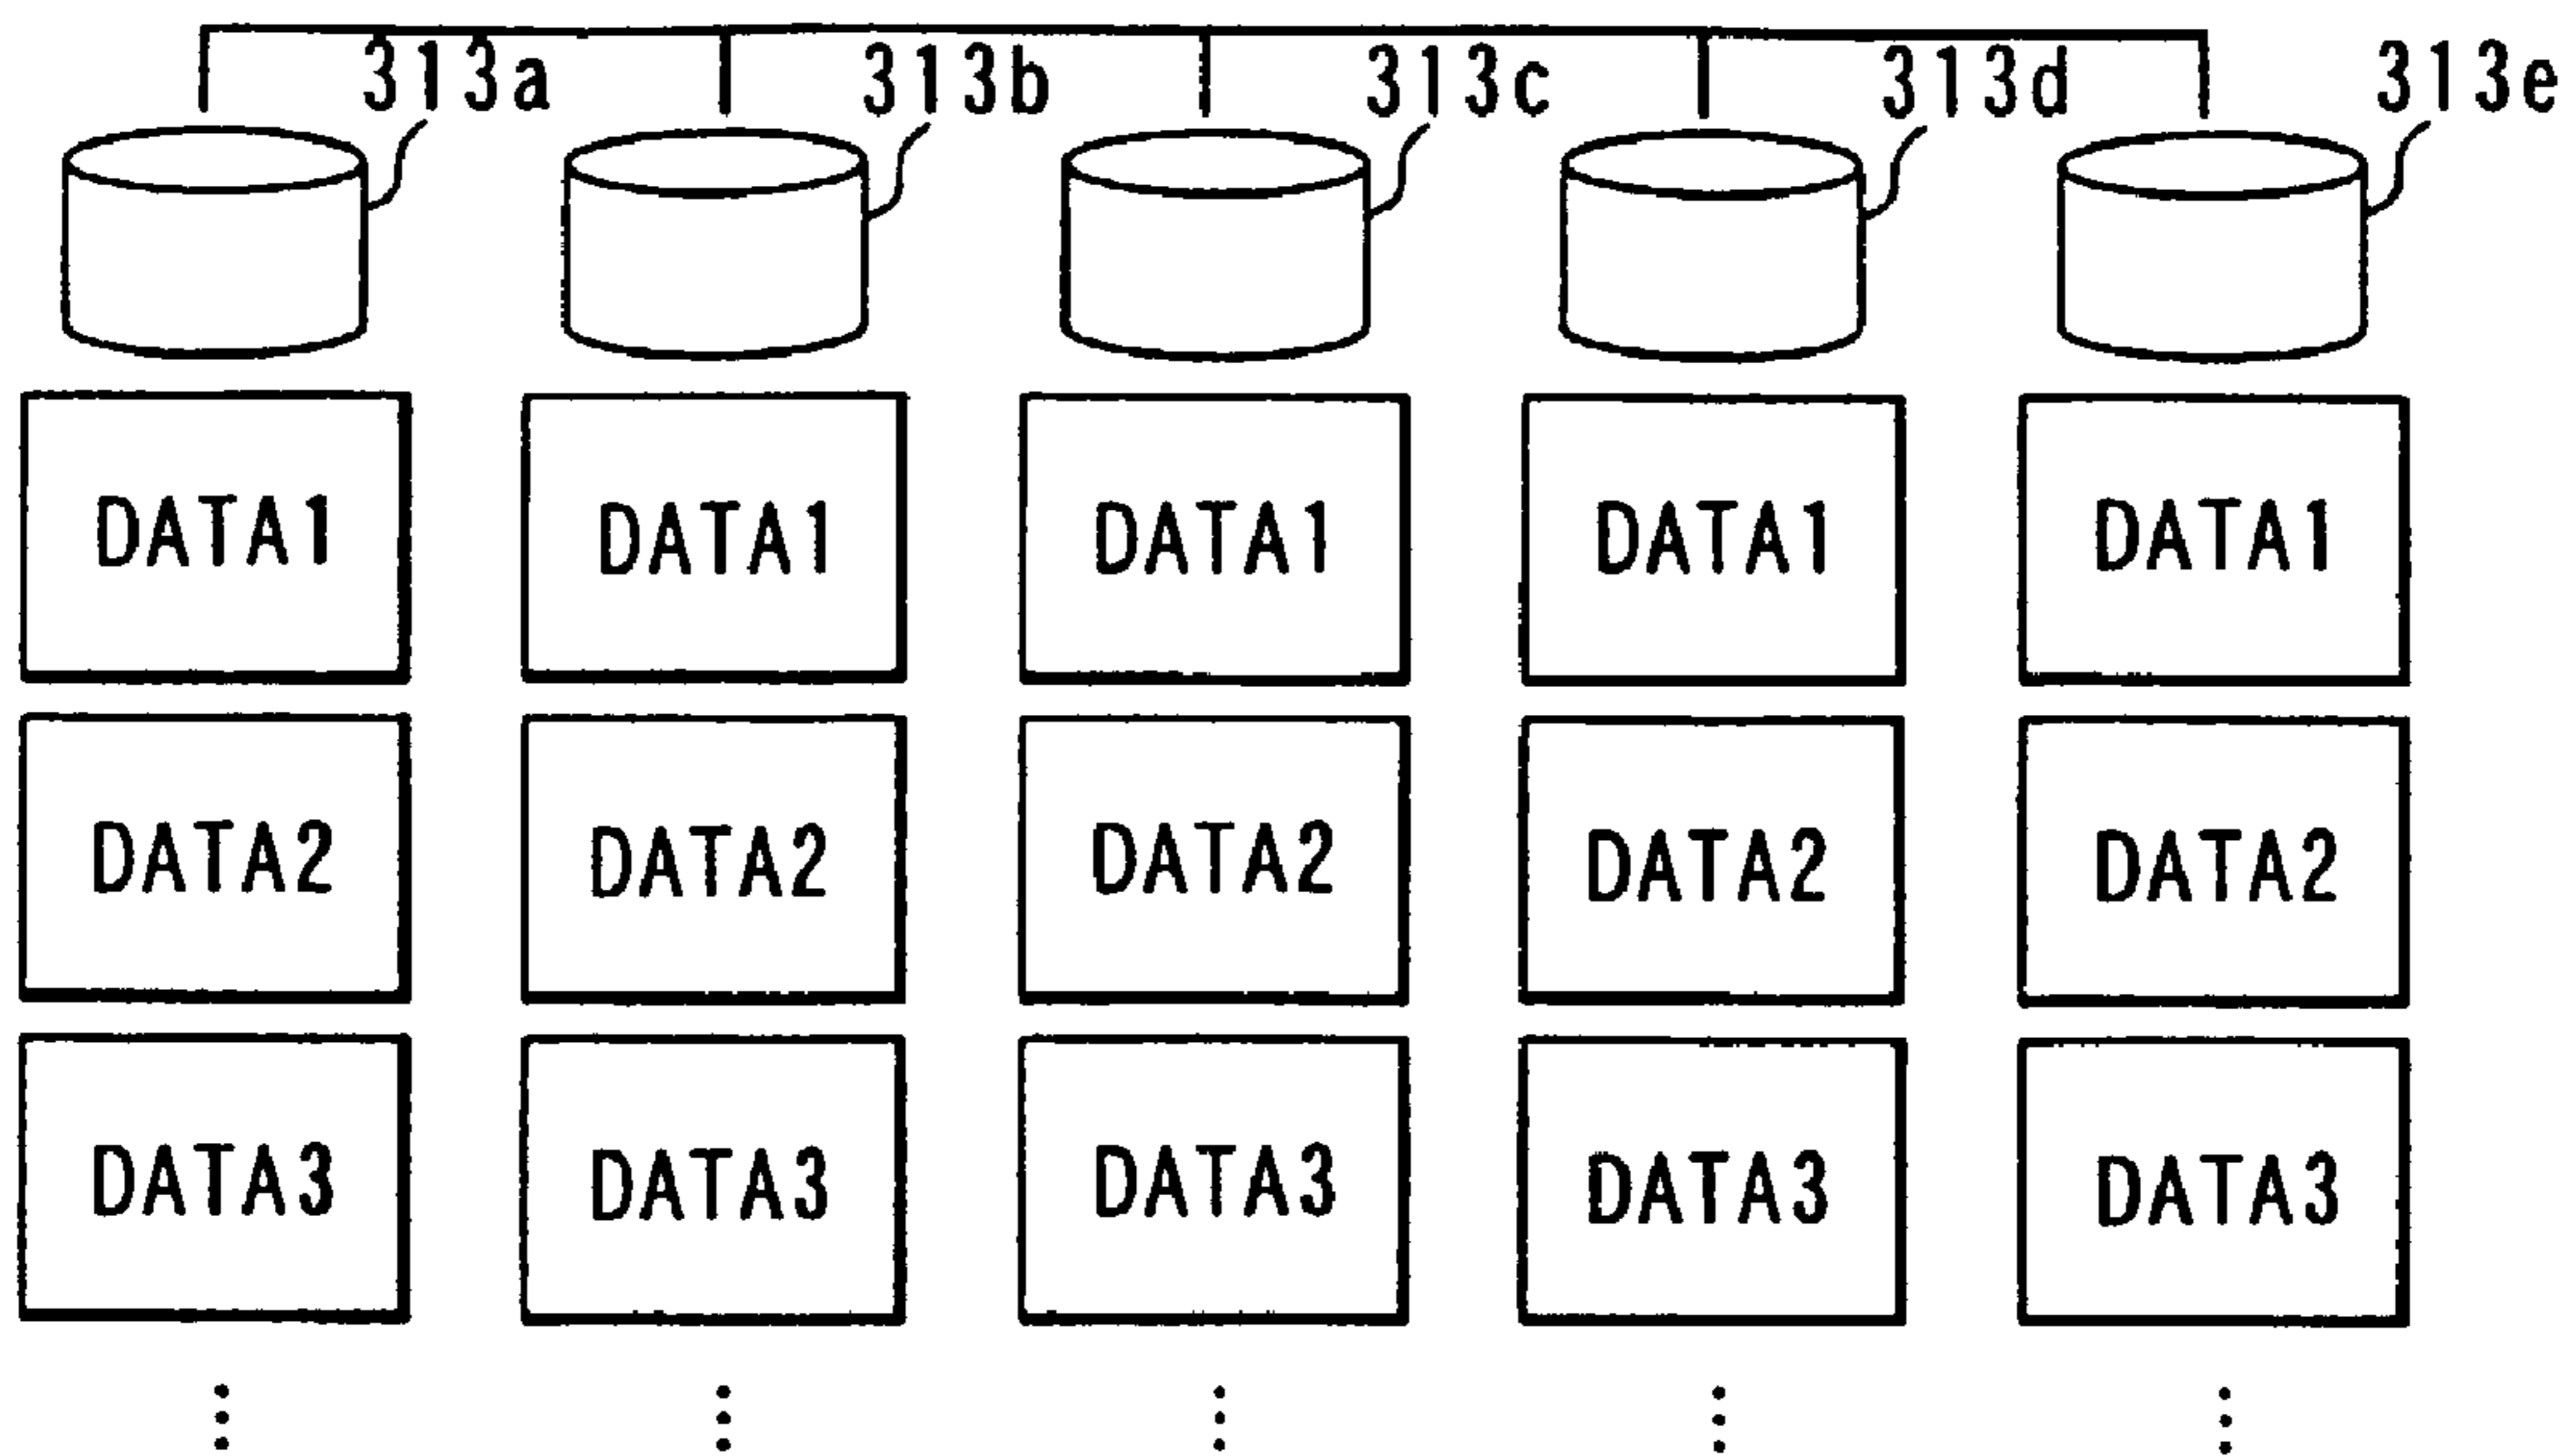 313a 313b 313c 313d 313e
DATA1 DATA1 DATA1 DATA1 DATA1
DATA2 DATA2 DATA2 DATA2 DATA2
DATA3 DATA3 DATA3 DATA3 DATA3